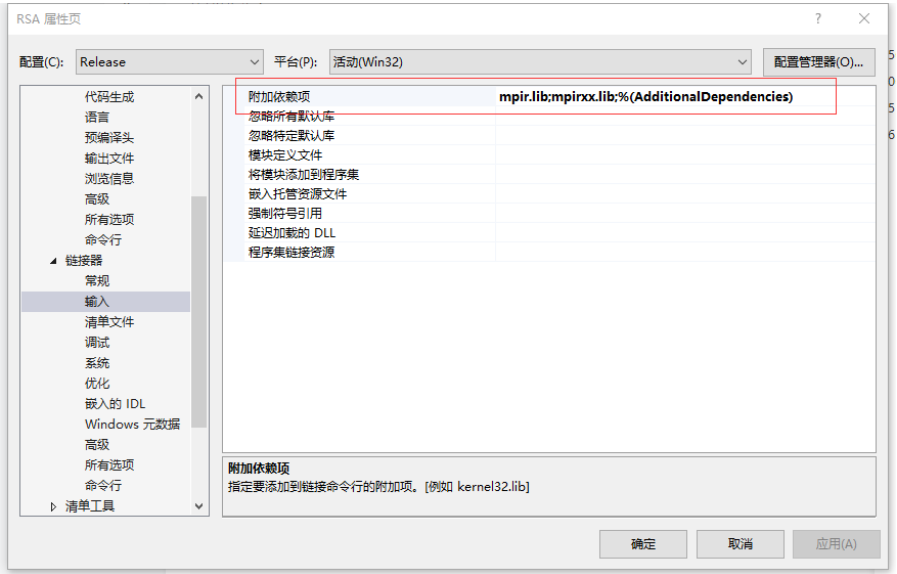 RSA 属性页
配置(C): Release 平台(P): 活动(Win32) 配置管理器(O)...
代码生成
语言
预编译头
输出文件
浏览信息
高级
所有选项
命令行
链接器
常规
输入
清单文件
调试
系统
优化
嵌入的 IDL
Windows 元数据
高级
所有选项
命令行
清单工具
附加依赖项 mpir.lib;mpirxx.lib;%(AdditionalDependencies)
忽略所有默认库
忽略特定默认库
模块定义文件
将模块添加到程序集
嵌入托管资源文件
强制符号引用
延迟加载的 DLL
程序集链接资源
附加依赖项
指定要添加到链接命令行的附加项。[例如 kernel32.lib]
确定 取消 应用(A)
5
0
5
6